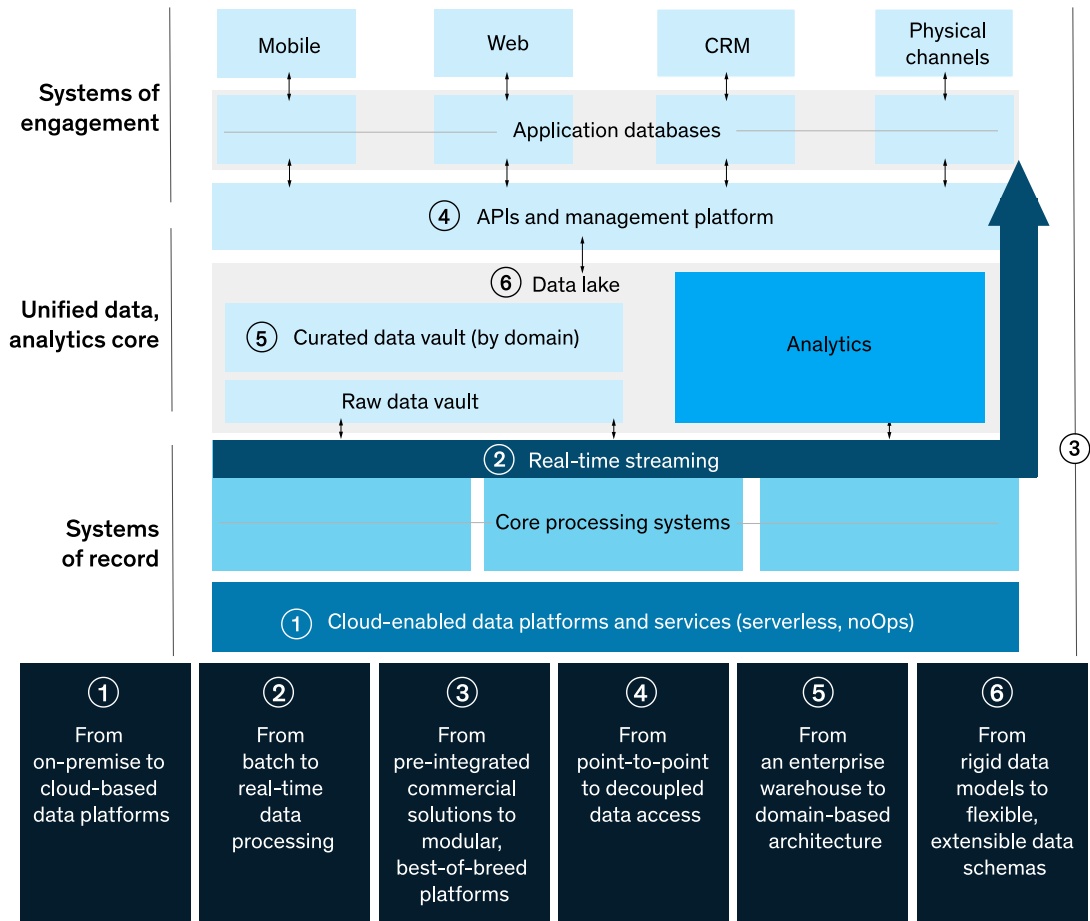 Mobile
Web
CRM
Physical
channels
Systems of
engagement
Application databases
④ APIs and management platform
Unified data,
analytics core
⑥ Data lake
⑤ Curated data vault (by domain)
Analytics
Raw data vault
② Real-time streaming
③
Systems
of record
Core processing systems
① Cloud-enabled data platforms and services (serverless, noOps)
①
From
on-premise to
cloud-based
data platforms
②
From
batch to
real-time
data
processing
③
From
pre-integrated
commercial
solutions to
modular,
best-of-breed
platforms
④
From
point-to-point
to decoupled
data access
⑤
From
an enterprise
warehouse to
domain-based
architecture
⑥
From
rigid data
models to
flexible,
extensible data
schemas